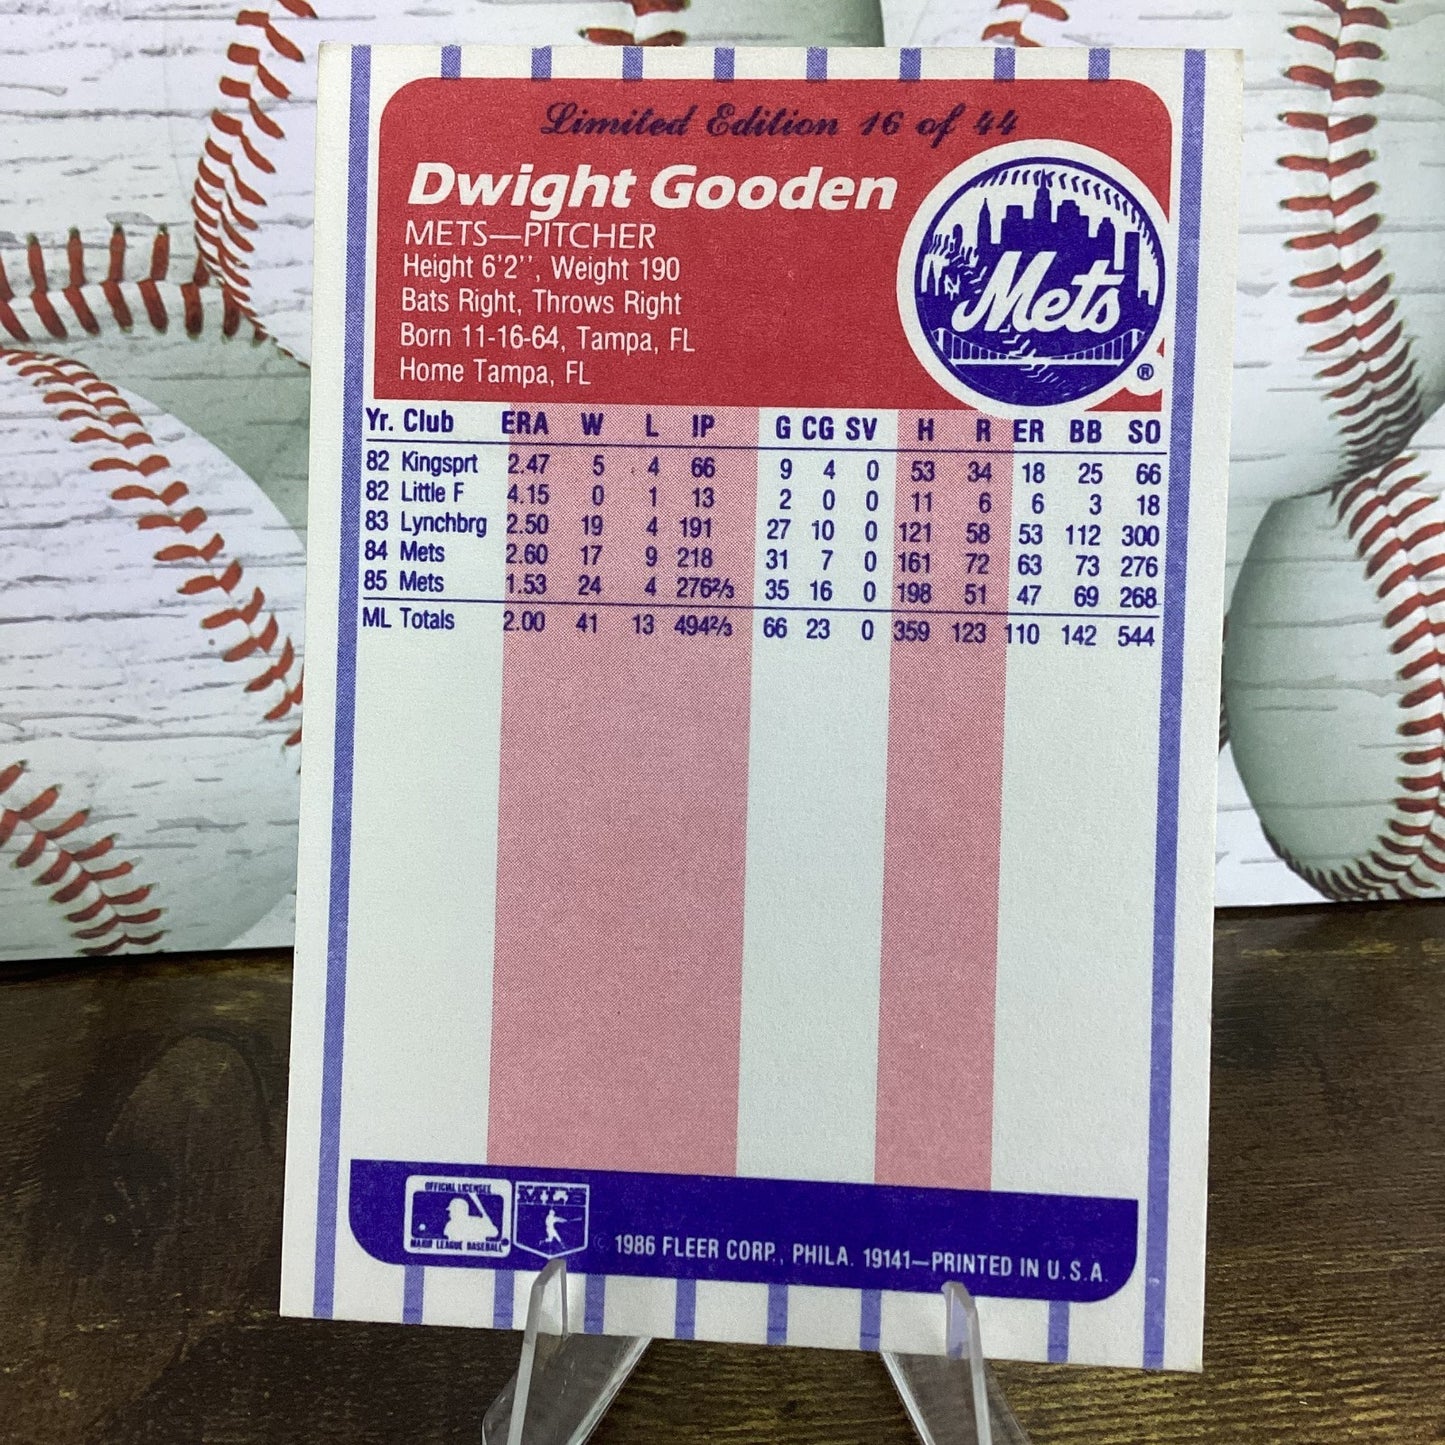 Limited Edition 16 of 44
Dwight Gooden
METS—PITCHER
Height 6'2'', Weight 190
Bats Right, Throws Right
Born 11-16-64, Tampa, FL
Home Tampa, FL
Mets
®
Yr. Club ERA W L IP G CG SV H R ER BB SO
82 Kingsprt 2.47 5 4 66 9 4 0 53 34 18 25 66
82 Little F 4.15 0 1 13 2 0 0 11 6 6 3 18
83 Lynchbrg 2.50 19 4 191 27 10 0 121 58 53 112 300
84 Mets 2.60 17 9 218 31 7 0 161 72 63 73 276
85 Mets 1.53 24 4 276⅔ 35 16 0 198 51 47 69 268
ML Totals 2.00 41 13 494⅔ 66 23 0 359 123 110 142 544
OFFICIAL LICENSEE
MAJOR LEAGUE BASEBALL
MLB
© 1986 FLEER CORP., PHILA. 19141—PRINTED IN U.S.A.